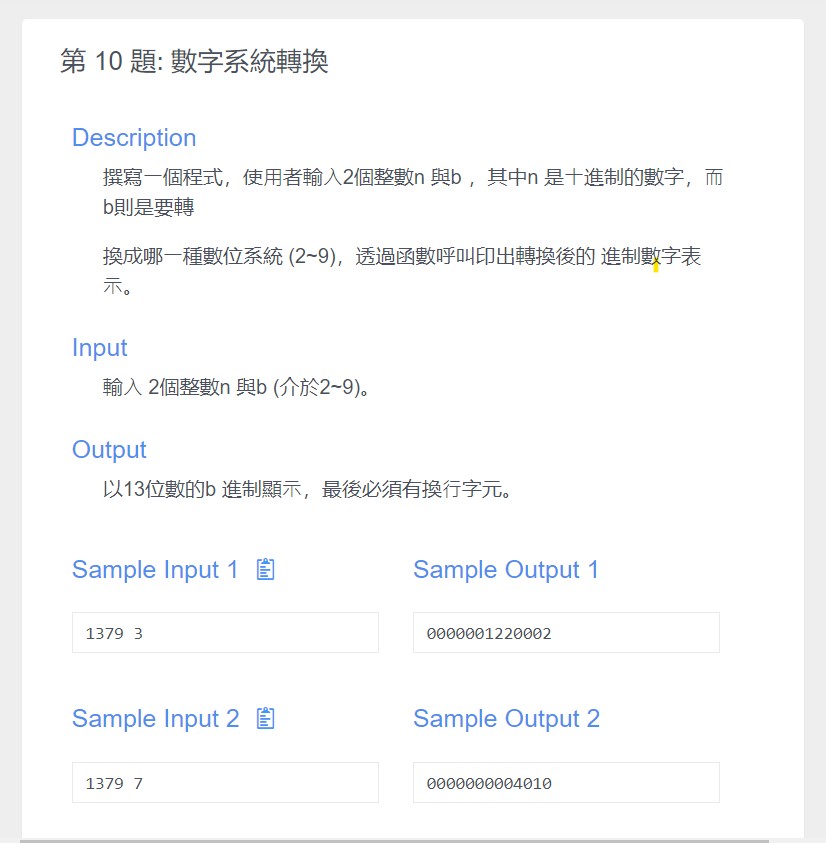 第 10 題: 數字系統轉換
Description
撰寫一個程式，使用者輸入2個整數n 與b ，其中n 是十進制的數字，而
b則是要轉
換成哪一種數位系統 (2~9)，透過函數呼叫印出轉換後的 進制數字表
示。
Input
輸入 2個整數n 與b (介於2~9)。
Output
以13位數的b 進制顯示，最後必須有換行字元。
Sample Input 1
Sample Output 1
1379 3
0000001220002
Sample Input 2
Sample Output 2
1379 7
0000000004010